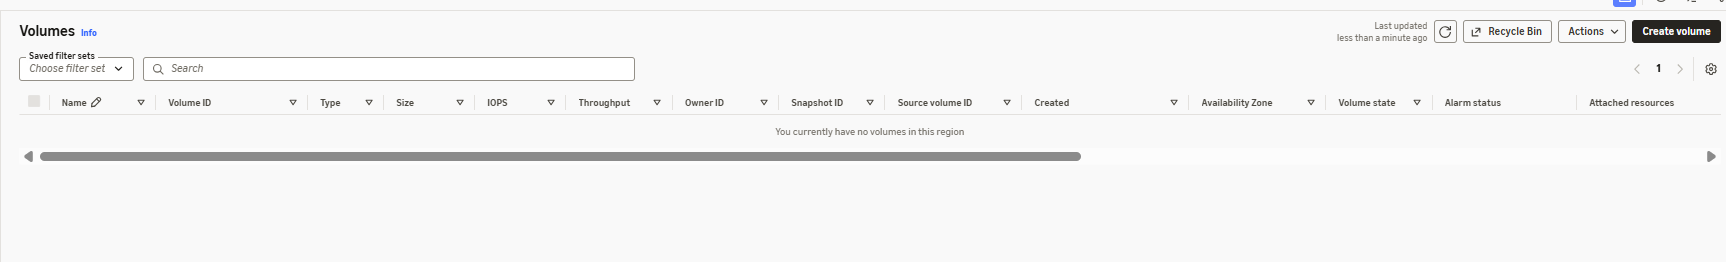 Volumes Info
Last updated
less than a minute ago
Recycle Bin
Actions
Create volume
Saved filter sets
Choose filter set
Search
1
Name
Volume ID
Type
Size
IOPS
Throughput
Owner ID
Snapshot ID
Source volume ID
Created
Availability Zone
Volume state
Alarm status
Attached resources
You currently have no volumes in this region